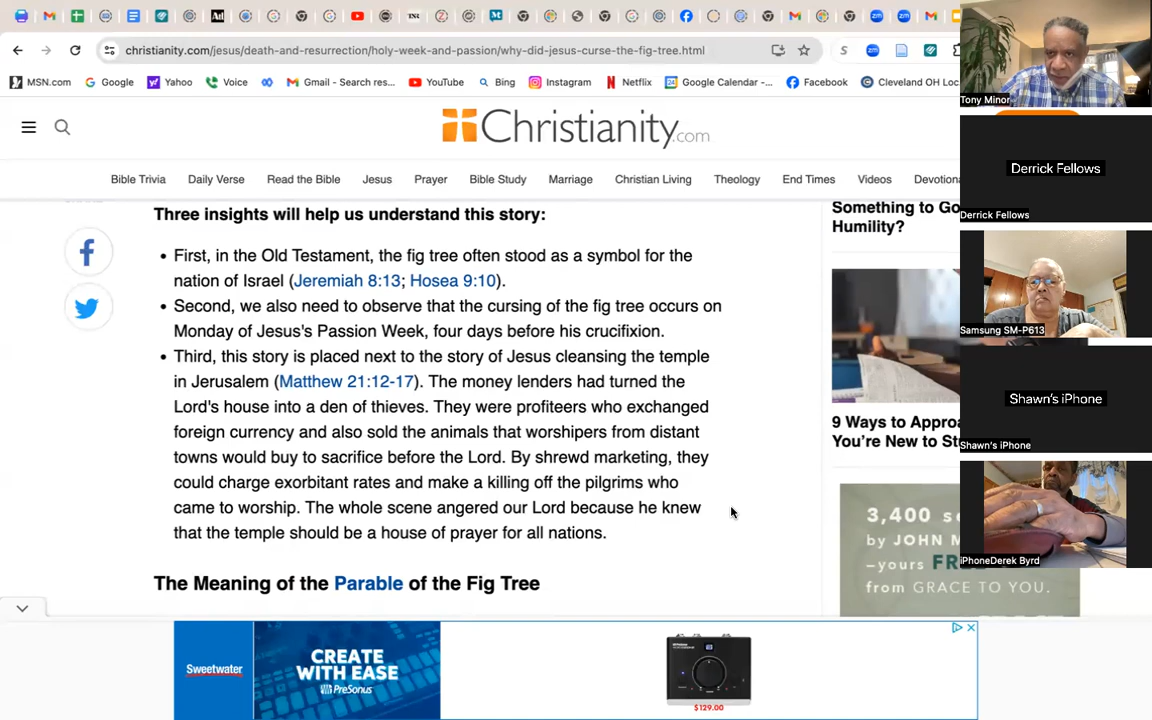 christianity.com/jesus/death-and-resurrection/holy-week-and-passion/why-did-jesus-curse-the-fig-tree.html
MSN.com Google Yahoo Voice Gmail - Search res... YouTube Bing Instagram Netflix Google Calendar -... Facebook Cleveland OH Loc
Christianity.com
Bible Trivia Daily Verse Read the Bible Jesus Prayer Bible Study Marriage Christian Living Theology End Times Videos Devotiona
Three insights will help us understand this story:
• First, in the Old Testament, the fig tree often stood as a symbol for the
nation of Israel (Jeremiah 8:13; Hosea 9:10).
• Second, we also need to observe that the cursing of the fig tree occurs on
Monday of Jesus's Passion Week, four days before his crucifixion.
• Third, this story is placed next to the story of Jesus cleansing the temple
in Jerusalem (Matthew 21:12-17). The money lenders had turned the
Lord's house into a den of thieves. They were profiteers who exchanged
foreign currency and also sold the animals that worshipers from distant
towns would buy to sacrifice before the Lord. By shrewd marketing, they
could charge exorbitant rates and make a killing off the pilgrims who
came to worship. The whole scene angered our Lord because he knew
that the temple should be a house of prayer for all nations.
The Meaning of the Parable of the Fig Tree
Something to Go
Humility?
9 Ways to Approa
You're New to St
3,400 se
by JOHN M
–yours FRE
from GRACE TO YOU.
Sweetwater
CREATE
WITH EASE
PreSonus
$129.00
Tony Minor
Derrick Fellows
Derrick Fellows
Samsung SM-P613
Shawn's iPhone
Shawn's iPhone
iPhoneDerek Byrd